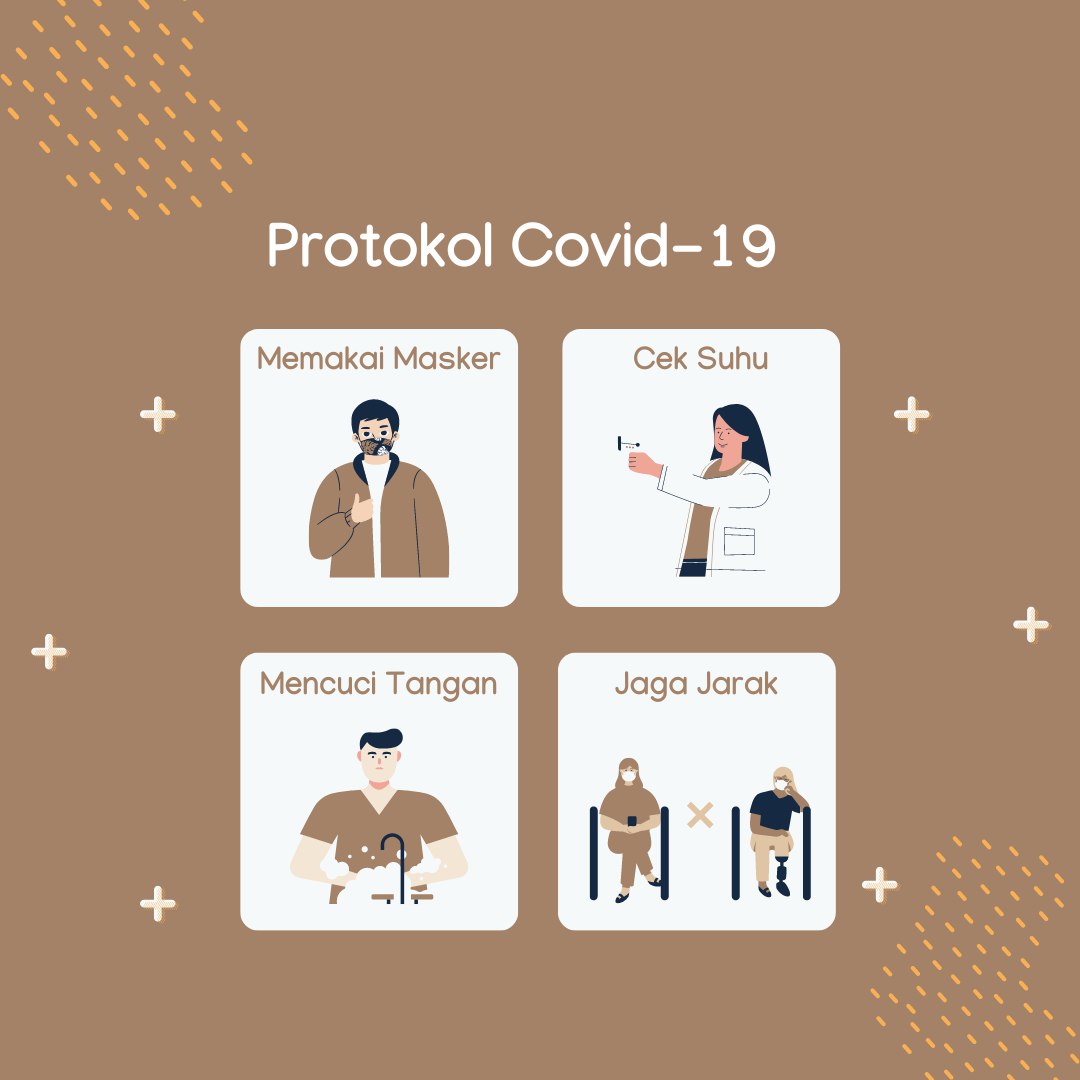 Protokol Covid-19
Memakai Masker
Cek Suhu
Mencuci Tangan
Jaga Jarak